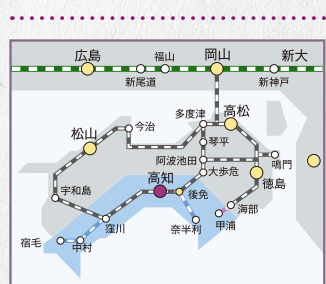 広島
福山
岡山
新大
新尾道
新神戸
多度津
高松
今治
松山
琴平
鳴門
阿波池田
大歩危
徳島
高知
後免
宇和島
海部
奈半利
甲浦
窪川
宿毛
中村